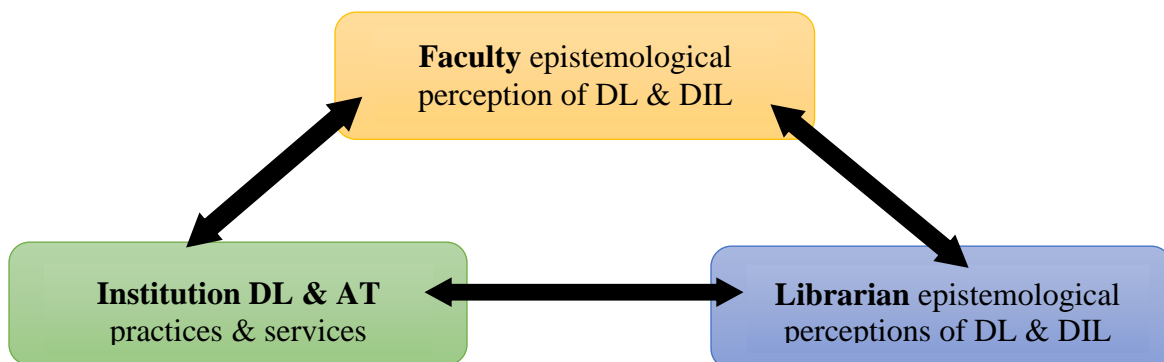 Faculty epistemological
perception of DL & DIL
Institution DL & AT
practices & services
Librarian epistemological
perceptions of DL & DIL